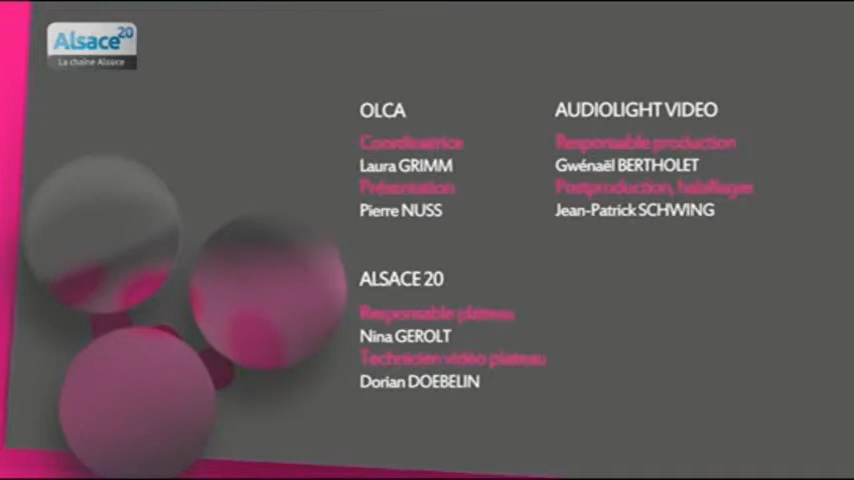 Alsace20
La chaîne Alsace
OLCA
Coordinatrice
Laura GRIMM
Présentation
Pierre NUSS
AUDIOLIGHT VIDEO
Responsable production
Gwénaël BERTHOLET
Postproduction, habillages
Jean-Patrick SCHWING
ALSACE 20
Responsable plateau
Nina GEROLT
Technicien vidéo plateau
Dorian DOEBELIN